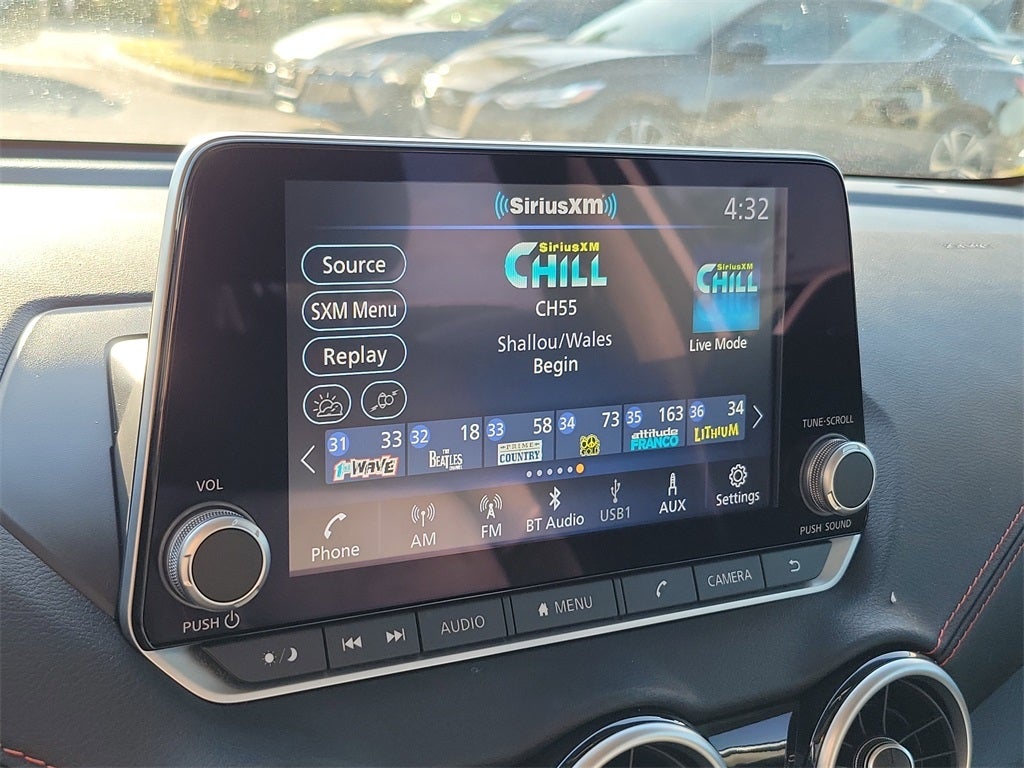 SiriusXM
4:32
Source
SXM Menu
Replay
SiriusXM
CHILL
CH55
Shallou/Wales
Begin
SiriusXM
CHILL
Live Mode
31 33
1st WAVE
32 18
THE BEATLES CHANNEL
33 58
PRIME COUNTRY
34 73
35 163
attitude FRANCO
36 34
LITHIUM
Phone
AM
FM
BT Audio
USB1
AUX
Settings
VOL
PUSH
TUNE·SCROLL
PUSH SOUND
AUDIO
MENU
CAMERA